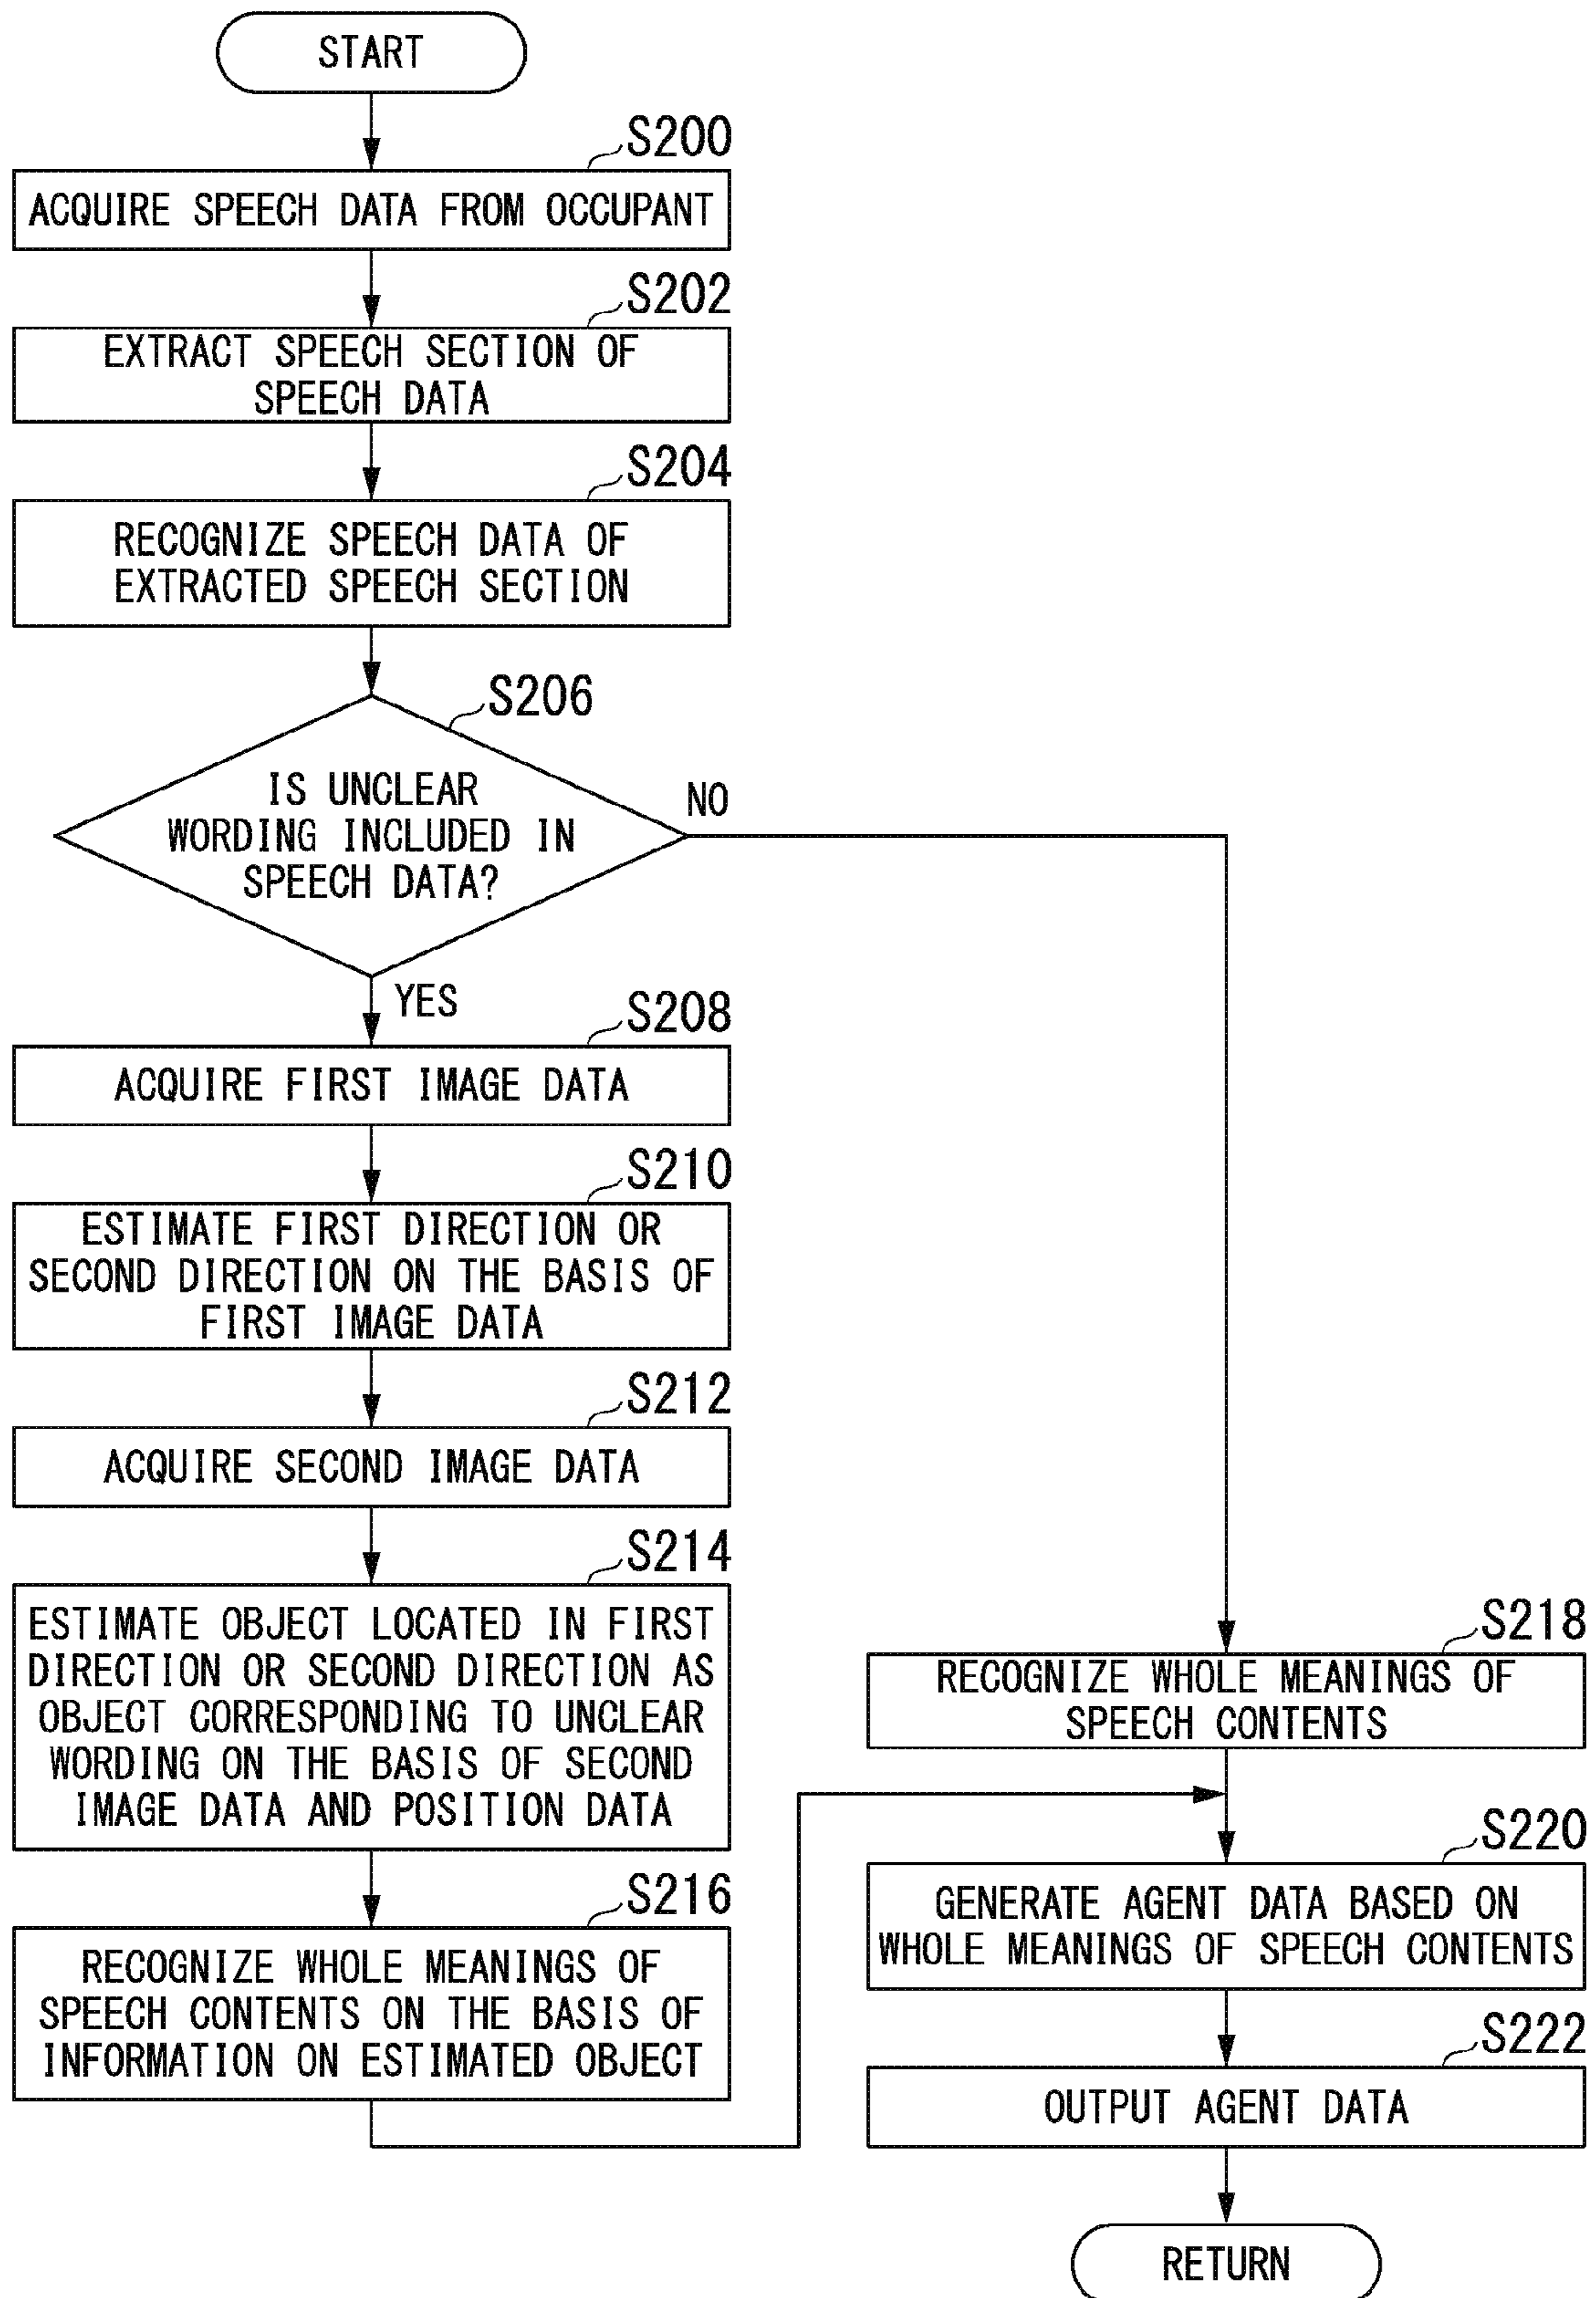 START
S200
ACQUIRE SPEECH DATA FROM OCCUPANT
S202
EXTRACT SPEECH SECTION OF
SPEECH DATA
S204
RECOGNIZE SPEECH DATA OF
EXTRACTED SPEECH SECTION
S206
IS UNCLEAR
WORDING INCLUDED IN
SPEECH DATA?
NO
YES
S208
ACQUIRE FIRST IMAGE DATA
S210
ESTIMATE FIRST DIRECTION OR
SECOND DIRECTION ON THE BASIS OF
FIRST IMAGE DATA
S212
ACQUIRE SECOND IMAGE DATA
S214
ESTIMATE OBJECT LOCATED IN FIRST
DIRECTION OR SECOND DIRECTION AS
OBJECT CORRESPONDING TO UNCLEAR
WORDING ON THE BASIS OF SECOND
IMAGE DATA AND POSITION DATA
S216
RECOGNIZE WHOLE MEANINGS OF
SPEECH CONTENTS ON THE BASIS OF
INFORMATION ON ESTIMATED OBJECT
S218
RECOGNIZE WHOLE MEANINGS OF
SPEECH CONTENTS
S220
GENERATE AGENT DATA BASED ON
WHOLE MEANINGS OF SPEECH CONTENTS
S222
OUTPUT AGENT DATA
RETURN